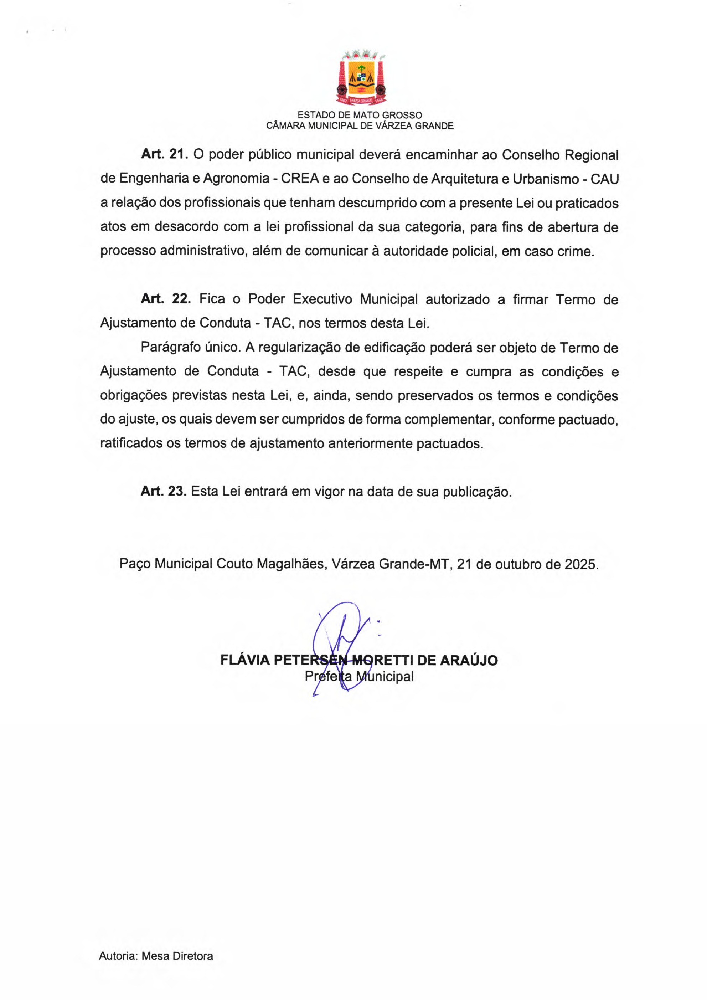 1867 VÁRZEA GRANDE 1948
ESTADO DE MATO GROSSO
CÂMARA MUNICIPAL DE VÁRZEA GRANDE
Art. 21. O poder público municipal deverá encaminhar ao Conselho Regional
de Engenharia e Agronomia - CREA e ao Conselho de Arquitetura e Urbanismo - CAU
a relação dos profissionais que tenham descumprido com a presente Lei ou praticados
atos em desacordo com a lei profissional da sua categoria, para fins de abertura de
processo administrativo, além de comunicar à autoridade policial, em caso crime.
Art. 22. Fica o Poder Executivo Municipal autorizado a firmar Termo de
Ajustamento de Conduta - TAC, nos termos desta Lei.
Parágrafo único. A regularização de edificação poderá ser objeto de Termo de
Ajustamento de Conduta - TAC, desde que respeite e cumpra as condições e
obrigações previstas nesta Lei, e, ainda, sendo preservados os termos e condições
do ajuste, os quais devem ser cumpridos de forma complementar, conforme pactuado,
ratificados os termos de ajustamento anteriormente pactuados.
Art. 23. Esta Lei entrará em vigor na data de sua publicação.
Paço Municipal Couto Magalhães, Várzea Grande-MT, 21 de outubro de 2025.
FLÁVIA PETERSEN MORETTI DE ARAÚJO
Prefeita Municipal
Autoria: Mesa Diretora